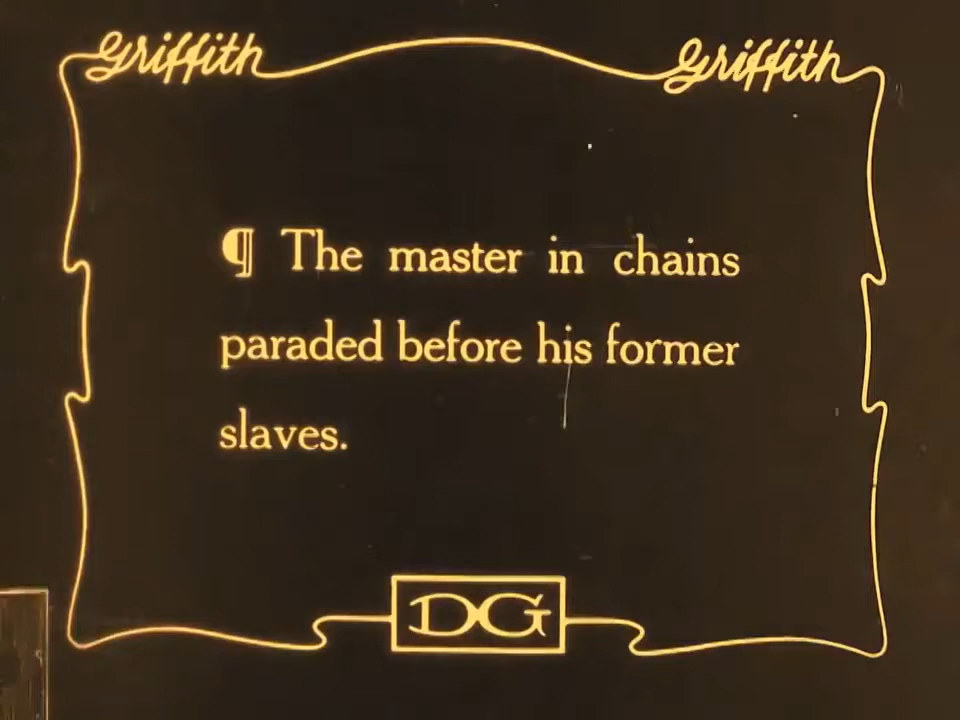 Griffith Griffith
¶ The master in chains
paraded before his former
slaves.
DG